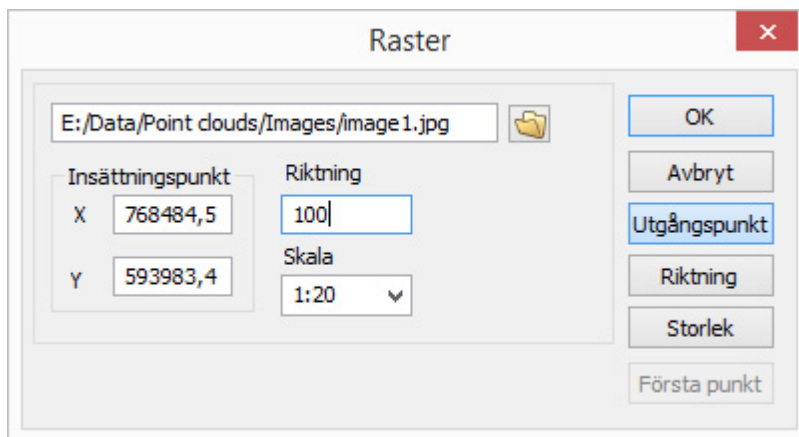 Raster
E:/Data/Point clouds/Images/image1.jpg
OK
Insättningspunkt
Riktning
Avbryt
X 768484,5
100
Utgångspunkt
Skala
Y 593983,4
1:20
Riktning
Storlek
Första punkt